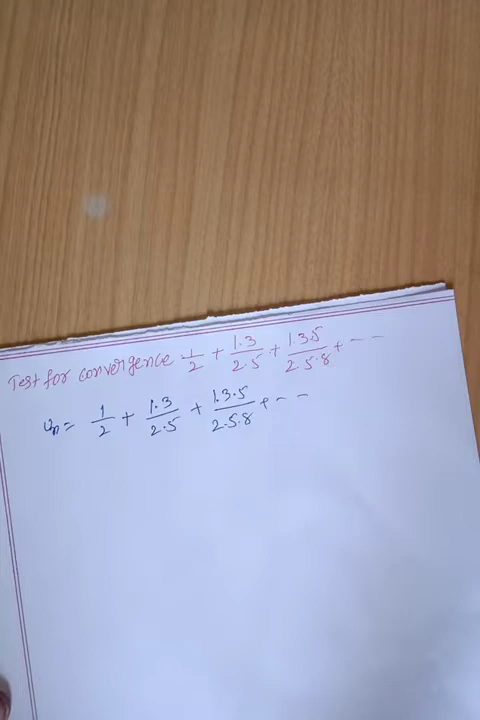 Test for convergence 1/2 + 1.3/2.5 + 1.3.5/2.5.8 + - -
Un = 1/2 + 1.3/2.5 + 1.3.5/2.5.8 + - -